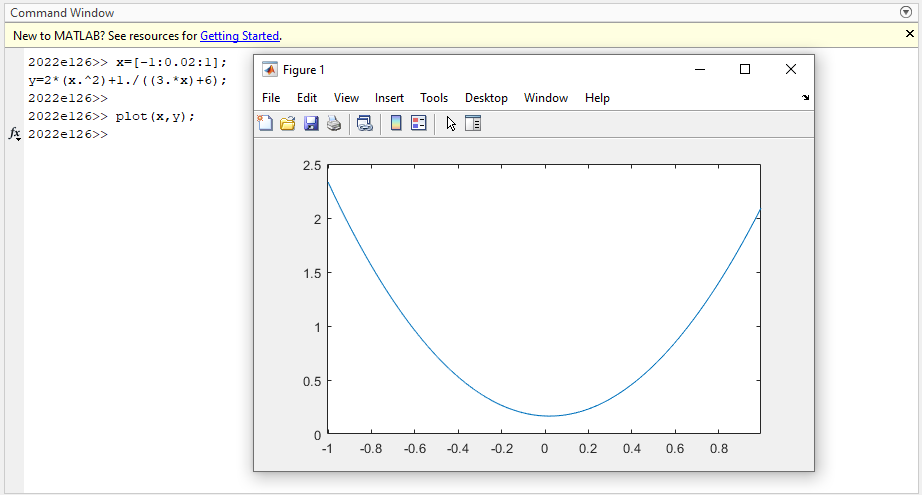 Command Window
New to MATLAB? See resources for Getting Started.
2022e126>> x=[-1:0.02:1];
y=2*(x.^2)+1./((3.*x)+6);
2022e126>>
2022e126>> plot(x,y);
fx 2022e126>>
Figure 1
File Edit View Insert Tools Desktop Window Help
2.5
2
1.5
1
0.5
0
-1 -0.8 -0.6 -0.4 -0.2 0 0.2 0.4 0.6 0.8